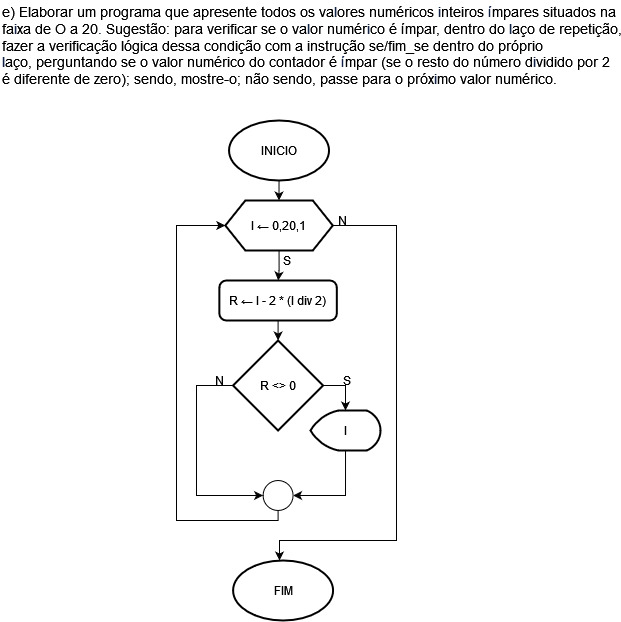 e) Elaborar um programa que apresente todos os valores numéricos inteiros ímpares situados na
faixa de O a 20. Sugestão: para verificar se o valor numérico é ímpar, dentro do laço de repetição,
fazer a verificação lógica dessa condição com a instrução se/fim_se dentro do próprio
laço, perguntando se o valor numérico do contador é ímpar (se o resto do número dividido por 2
é diferente de zero); sendo, mostre-o; não sendo, passe para o próximo valor numérico.
INICIO
I ← 0,20,1
N
S
R ← I - 2 * (I div 2)
N
R <> 0
S
I
FIM